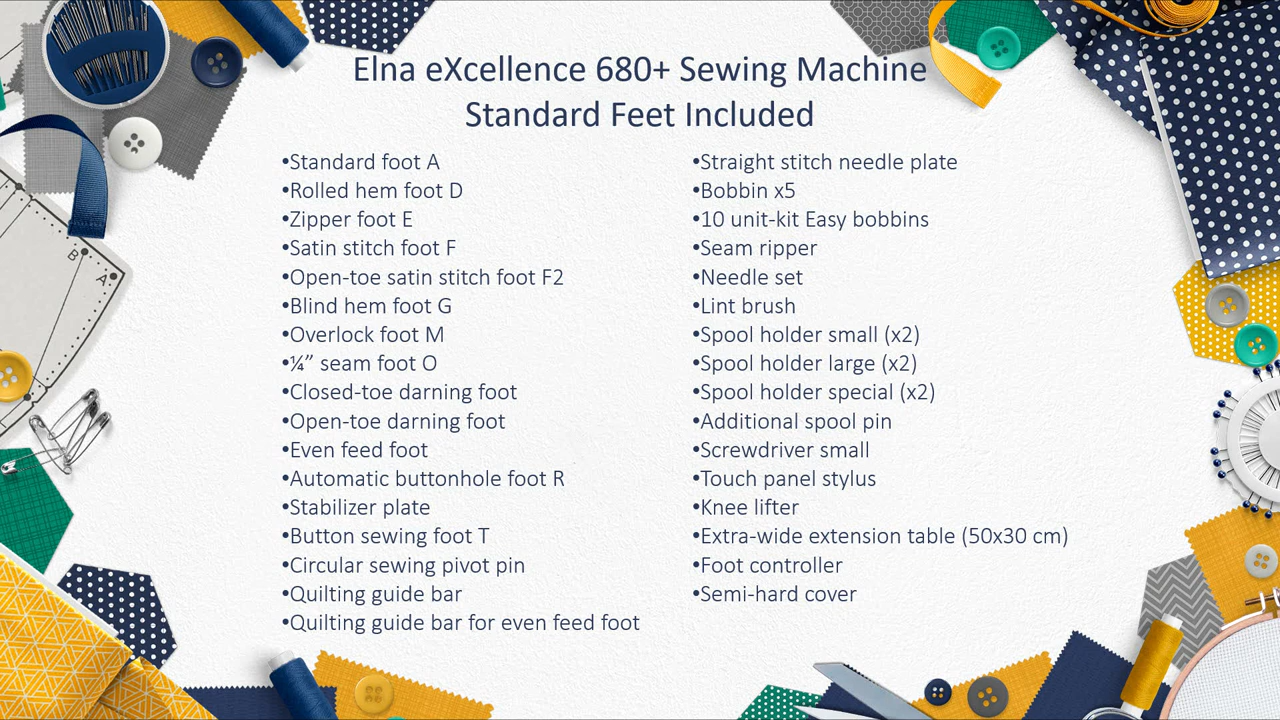 Elna eXcellence 680+ Sewing Machine
Standard Feet Included
•Standard foot A
•Rolled hem foot D
•Zipper foot E
•Satin stitch foot F
•Open-toe satin stitch foot F2
•Blind hem foot G
•Overlock foot M
•¼” seam foot O
•Closed-toe darning foot
•Open-toe darning foot
•Even feed foot
•Automatic buttonhole foot R
•Stabilizer plate
•Button sewing foot T
•Circular sewing pivot pin
•Quilting guide bar
•Quilting guide bar for even feed foot
•Straight stitch needle plate
•Bobbin x5
•10 unit-kit Easy bobbins
•Seam ripper
•Needle set
•Lint brush
•Spool holder small (x2)
•Spool holder large (x2)
•Spool holder special (x2)
•Additional spool pin
•Screwdriver small
•Touch panel stylus
•Knee lifter
•Extra-wide extension table (50x30 cm)
•Foot controller
•Semi-hard cover
B
A